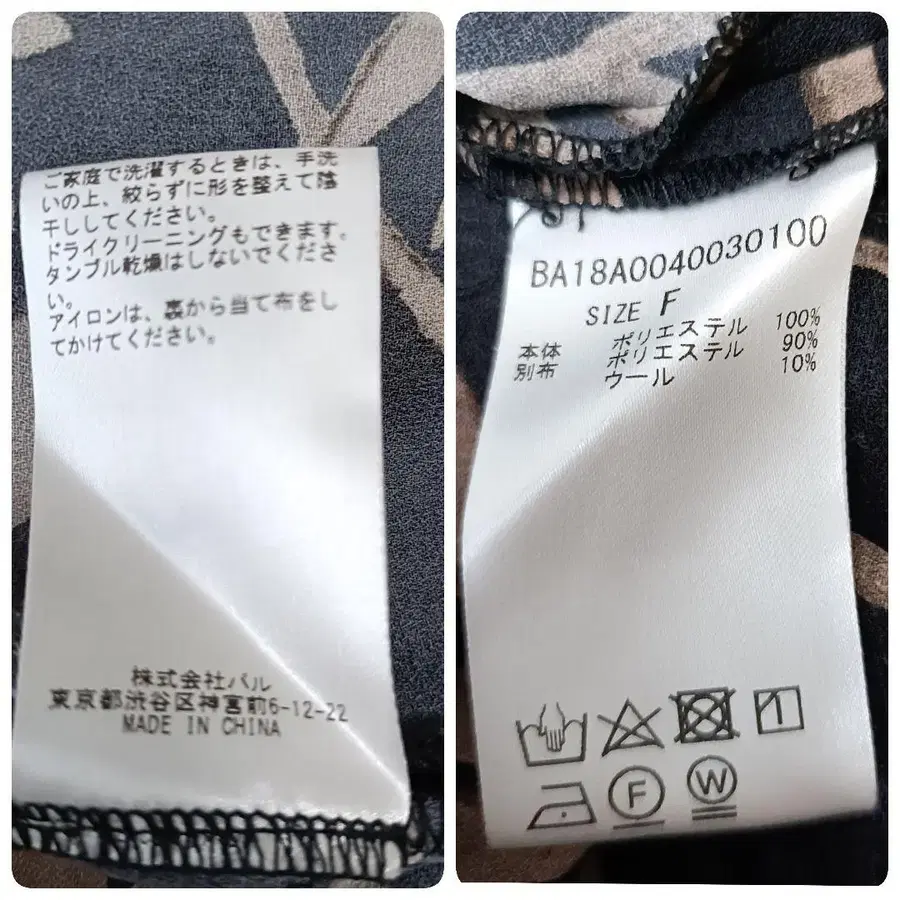 ご家庭で洗濯するときは、手洗
いの上、絞らずに形を整えて陰
干ししてください。
ドライクリーニングもできます。
タンブル乾燥はしないでくださ
い。
アイロンは、裏から当て布をし
てかけてください。
株式会社パル
東京都渋谷区神宮前6-12-22
MADE IN CHINA
BA18A0040030100
SIZE F
本体 ポリエステル 100%
別布 ポリエステル 90%
ウール 10%
F
W